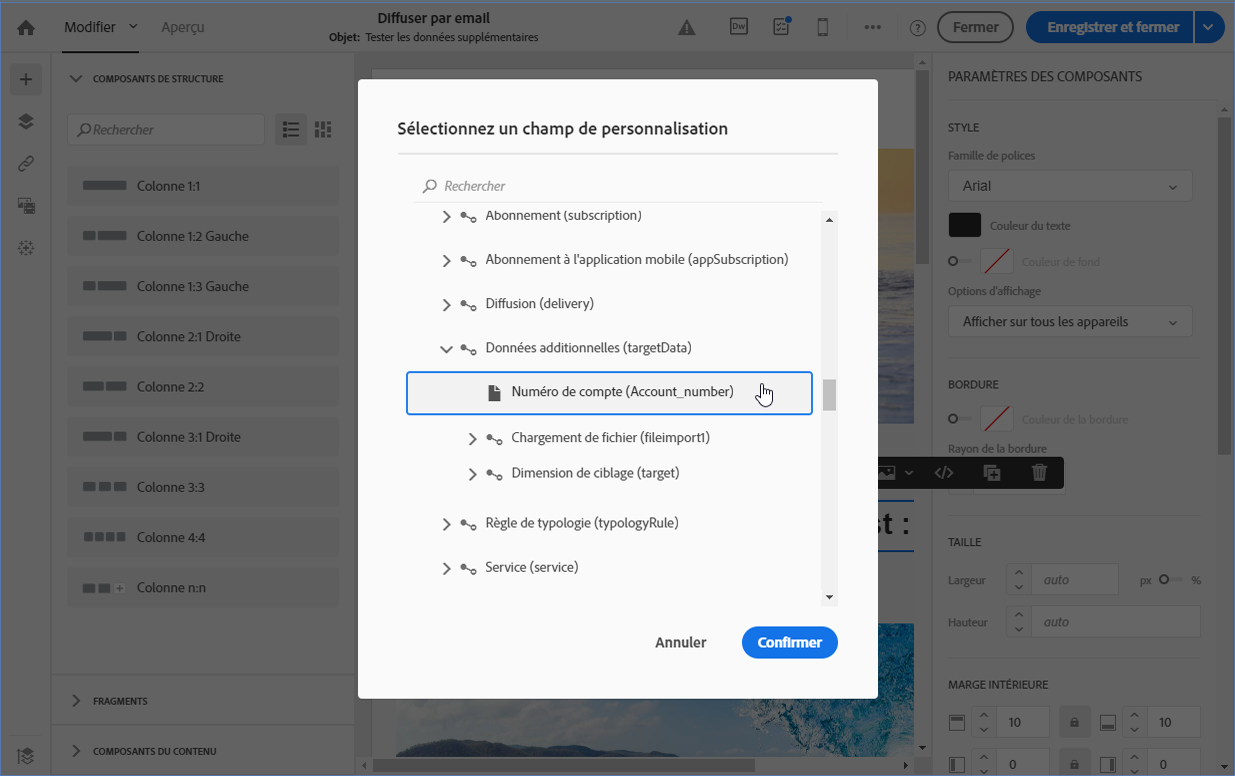 Modifier
Aperçu
Diffuser par email
Objet: Tester les données supplémentaires
Dw
•••
?
Fermer
Enregistrer et fermer
COMPOSANTS DE STRUCTURE
Rechercher
Colonne 1:1
Colonne 1:2 Gauche
Colonne 1:3 Gauche
Colonne 2:1 Droite
Colonne 2:2
Colonne 3:1 Droite
Colonne 3:3
Colonne 4:4
Colonne n:n
FRAGMENTS
COMPOSANTS DU CONTENU
Sélectionnez un champ de personnalisation
Rechercher
Abonnement (subscription)
Abonnement à l'application mobile (appSubscription)
Diffusion (delivery)
Données additionnelles (targetData)
Numéro de compte (Account_number)
Chargement de fichier (fileimport1)
Dimension de ciblage (target)
Règle de typologie (typologyRule)
Service (service)
Annuler
Confirmer
st :
PARAMÈTRES DES COMPOSANTS
STYLE
Famille de polices
Arial
Couleur du texte
Couleur de fond
Options d'affichage
Afficher sur tous les appareils
BORDURE
Couleur de la bordure
Rayon de la bordure
TAILLE
Largeur
auto
px
%
Hauteur
auto
MARGE INTÉRIEURE
10
10
0
0